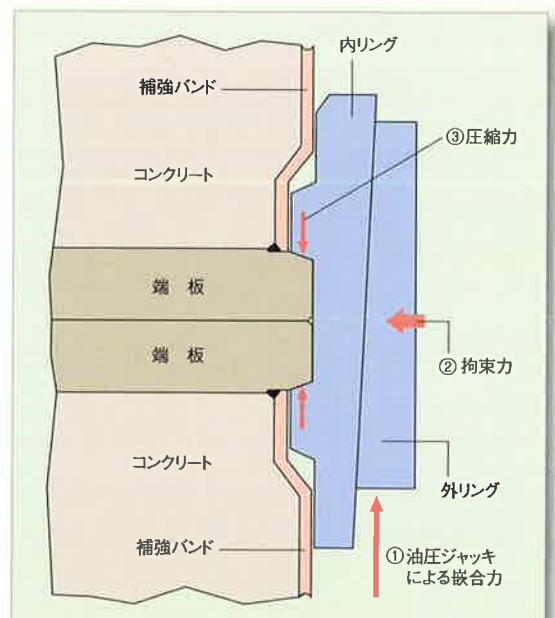 内リング
補強バンド
③圧縮力
コンクリート
端 板
端 板
②拘束力
コンクリート
外リング
補強バンド
①油圧ジャッキ
による嵌合力